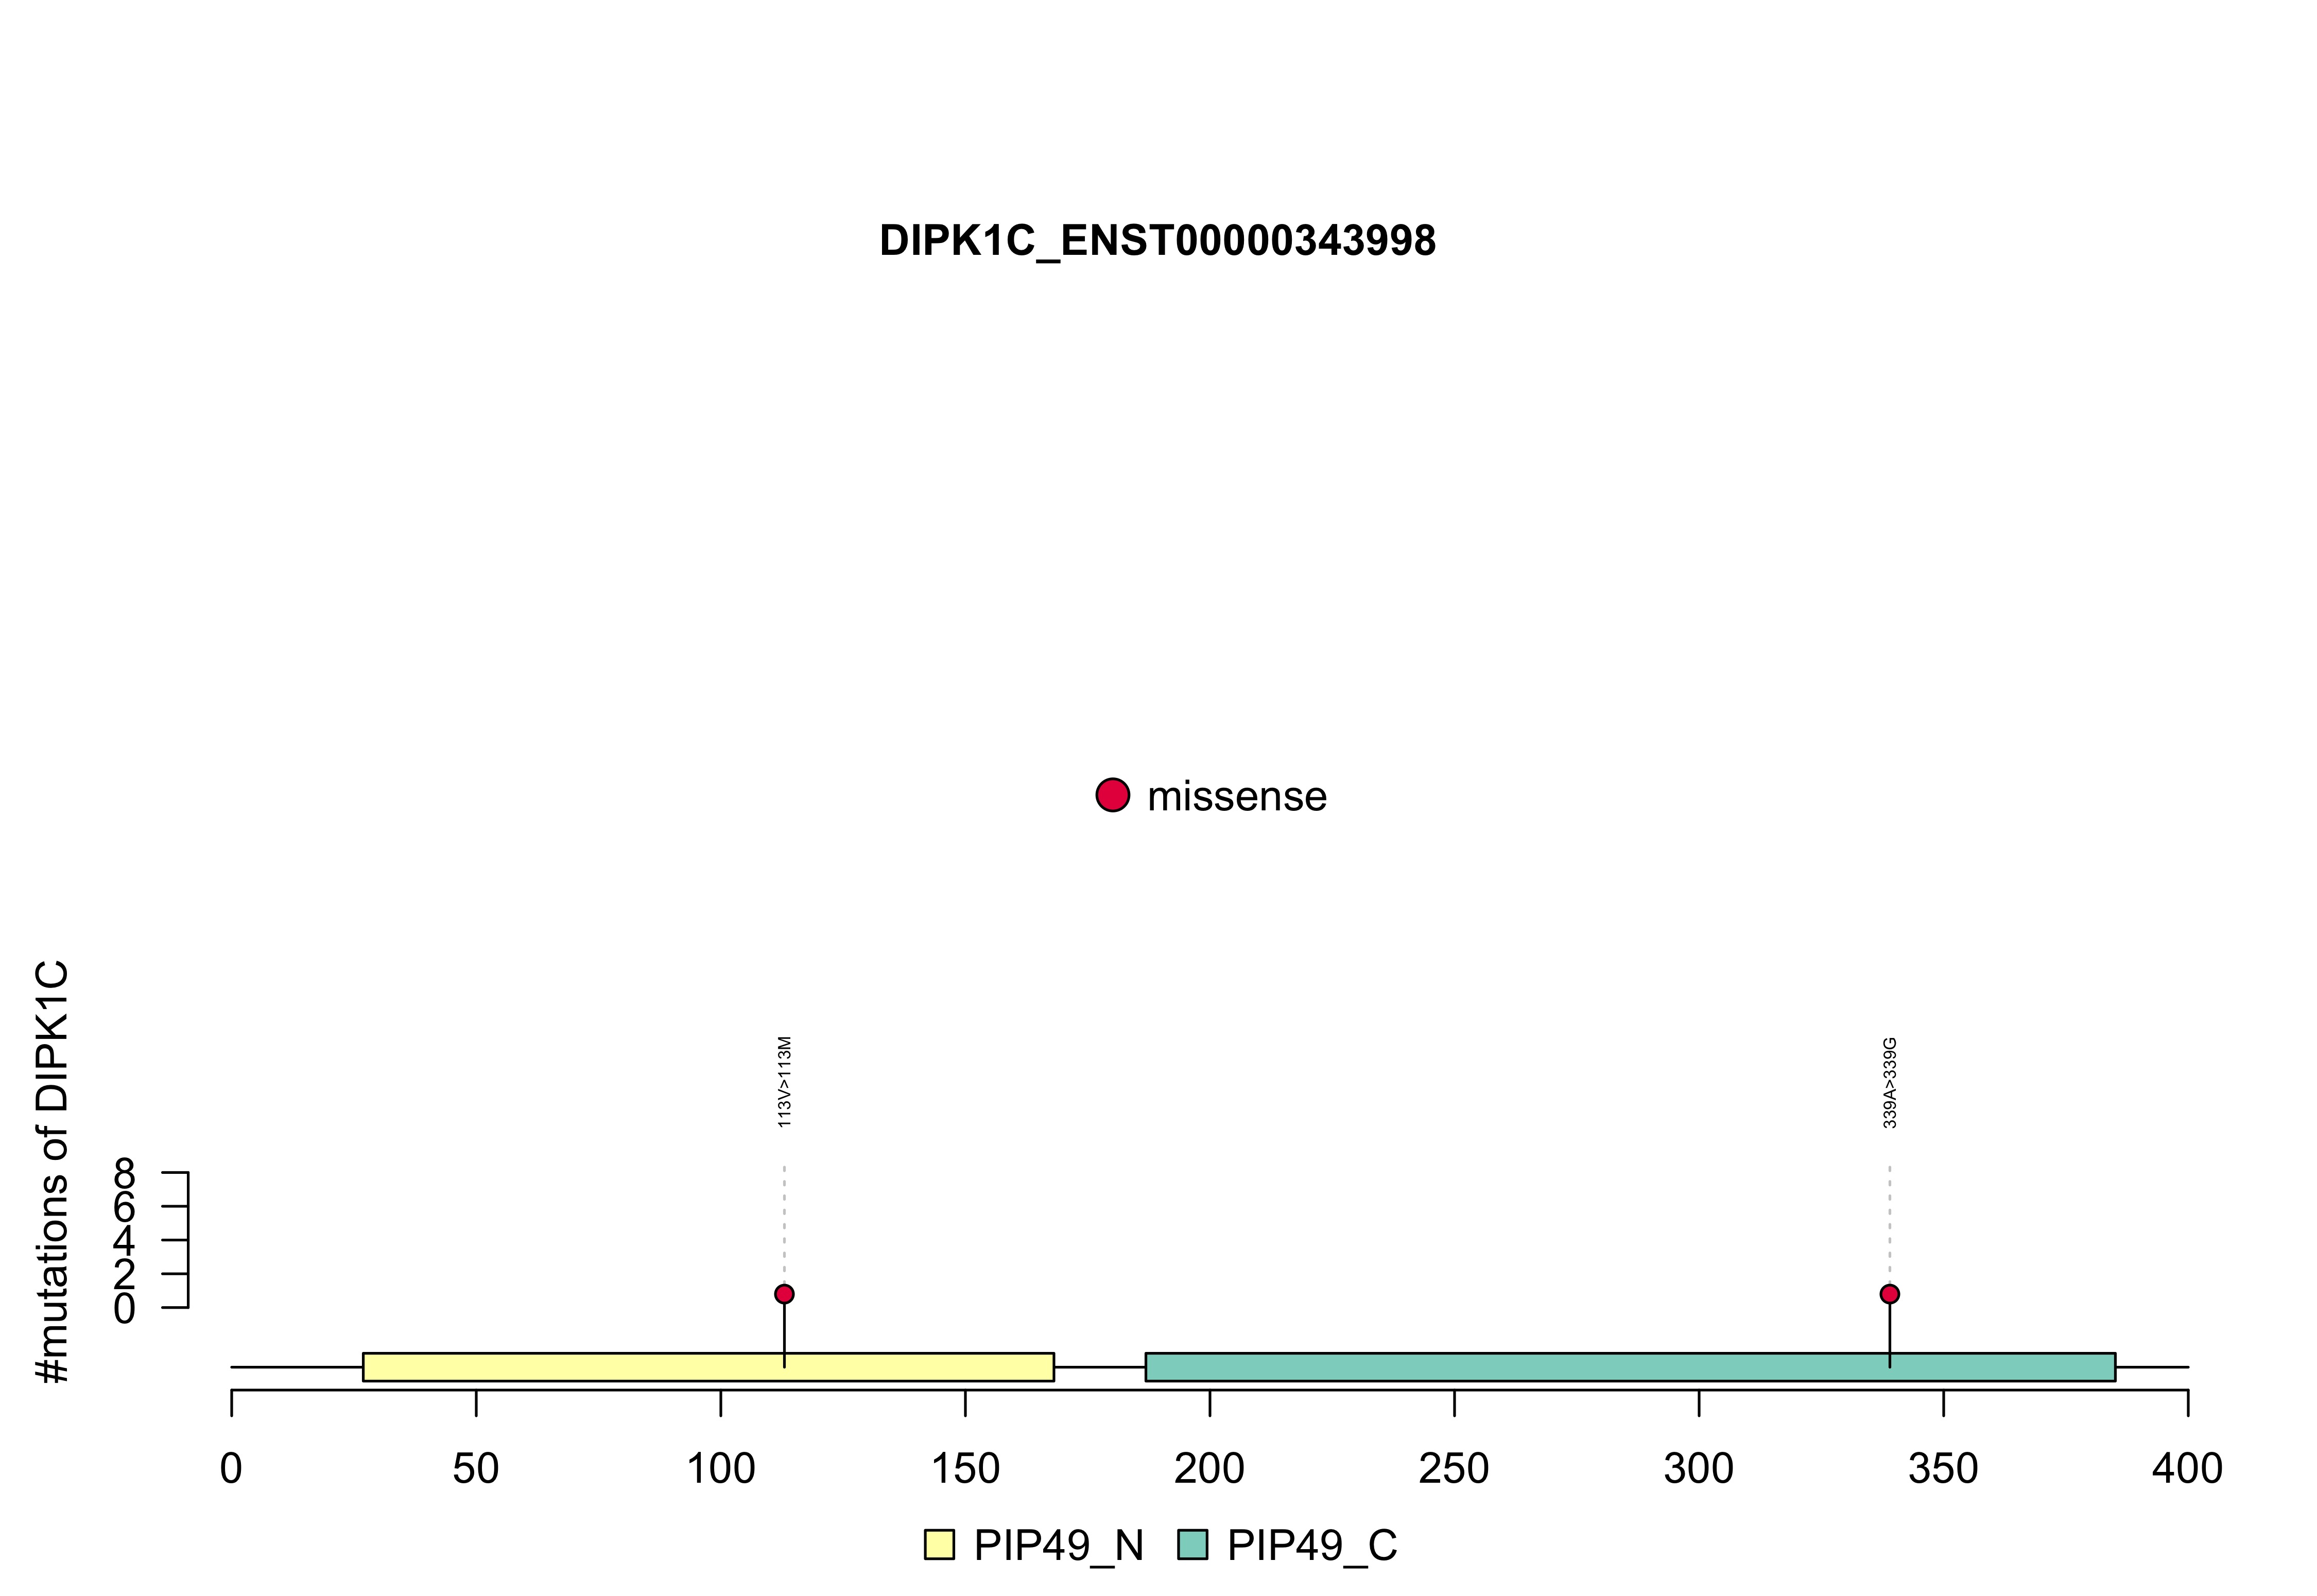 DIPK1C_ENST00000343998
missense
#mutations of DIPK1C
113V>113M
339A>339G
8
6
4
2
0
0 50 100 150 200 250 300 350 400
PIP49_N PIP49_C